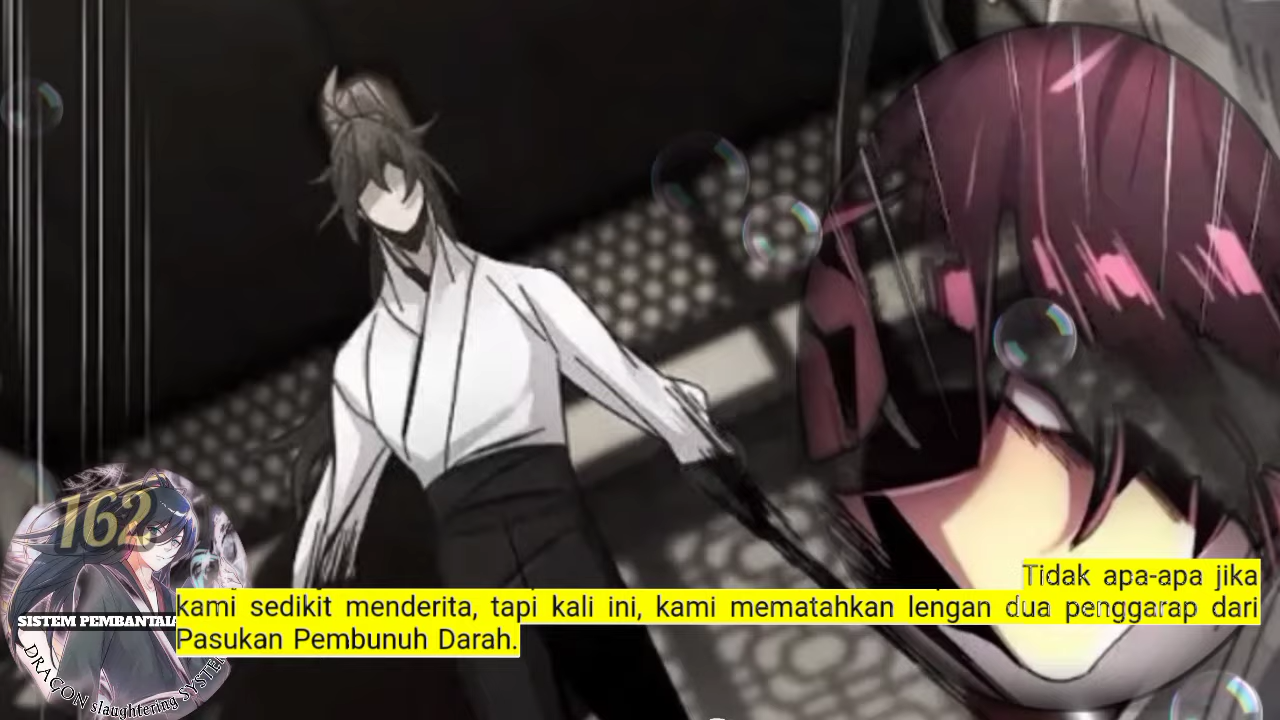 162
SISTEM PEMBANTAIA
DRAGON slaughtering SYSTE
Tidak apa-apa jika
kami sedikit menderita, tapi kali ini, kami mematahkan lengan dua penggarap dari
Pasukan Pembunuh Darah.